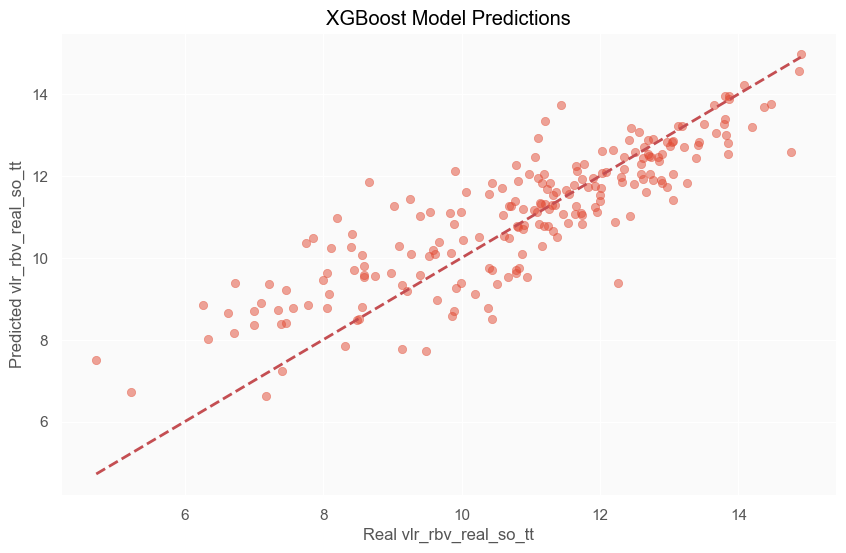 XGBoost Model Predictions
Predicted vlr_rbv_real_so_tt
14
12
10
8
6
6 8 10 12 14
Real vlr_rbv_real_so_tt